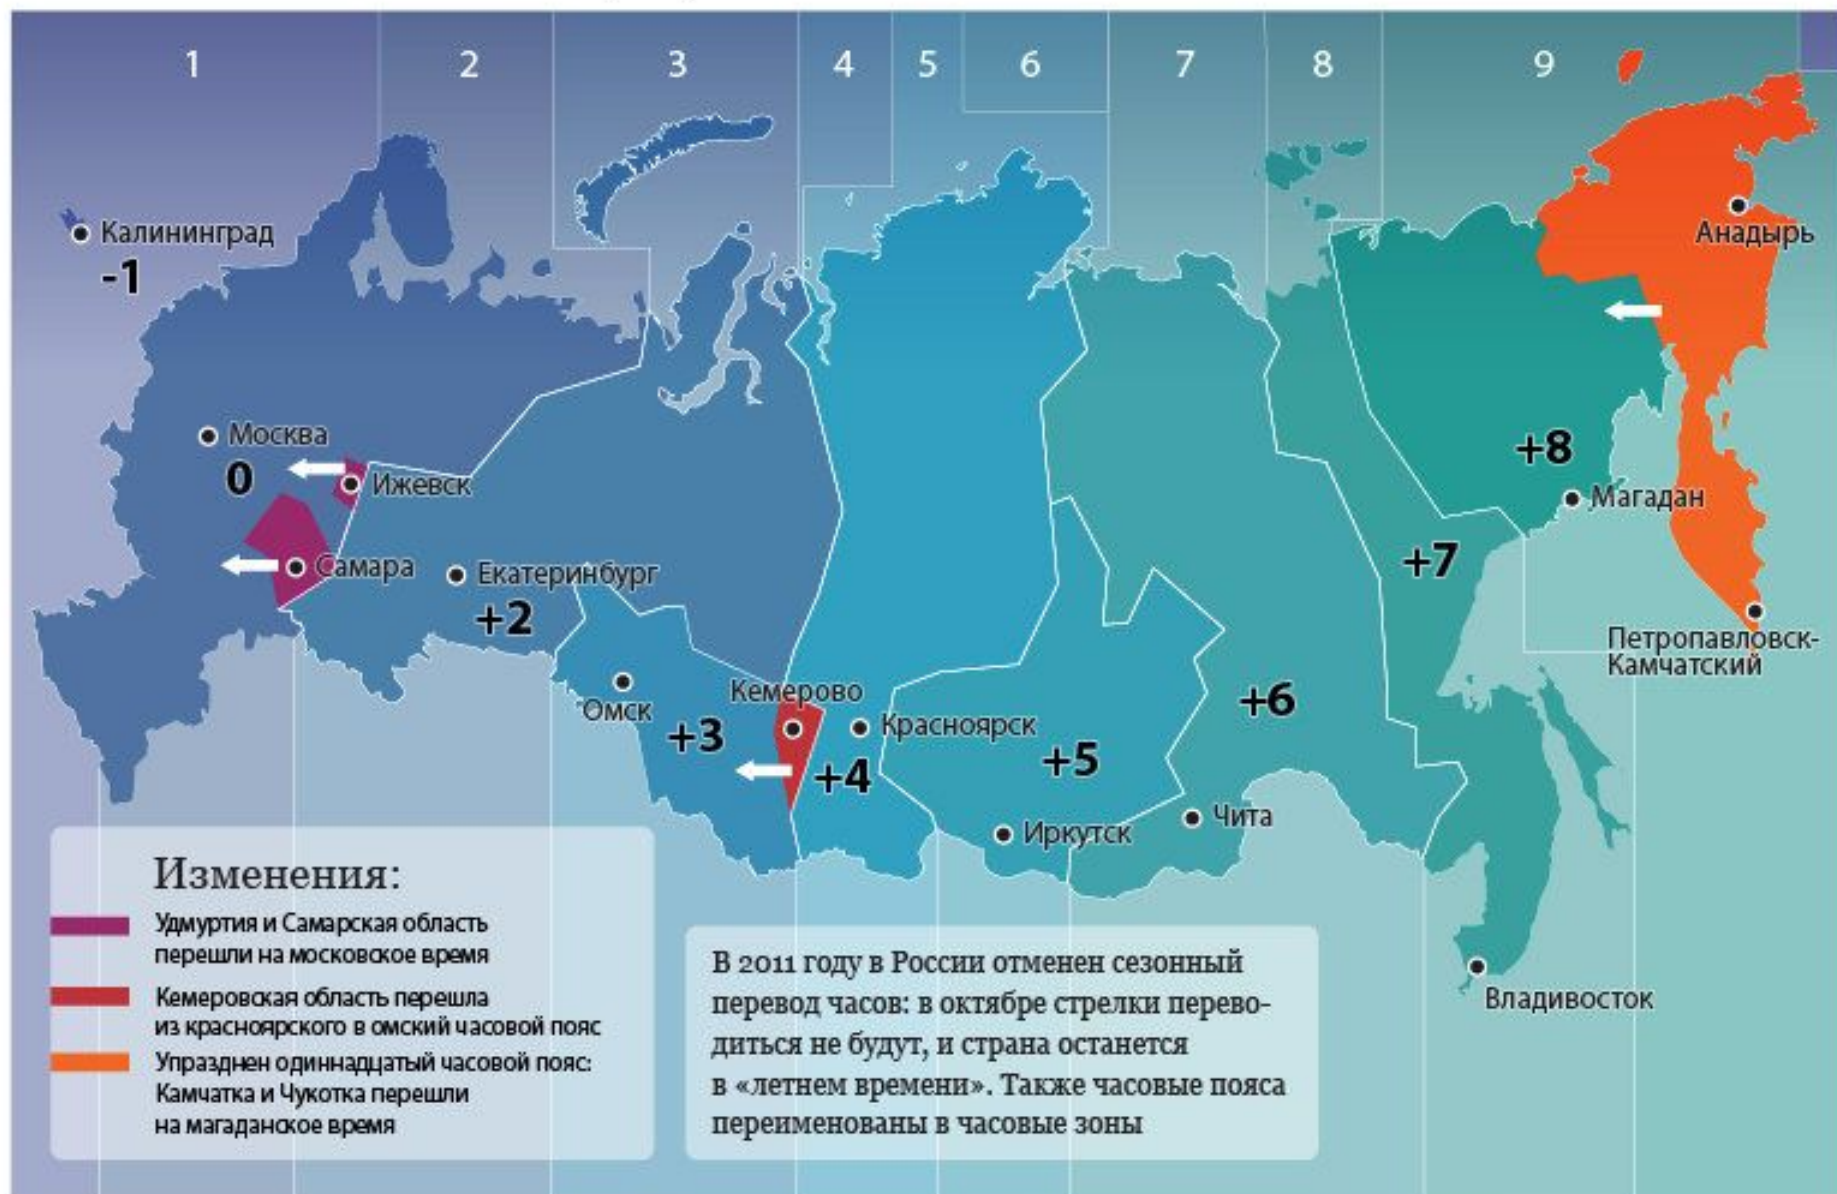 1
2
3
4
5
6
7
8
9
Калининград
-1
Анадырь
Москва
0
Ижевск
+8
Магадан
Самара
Екатеринбург
+2
+7
Петропавловск-
Камчатский
Омск
+3
Кемерово
Красноярск
+4
+5
+6
Иркутск
Чита
Владивосток
Изменения:
Удмуртия и Самарская область
перешли на московское время
Кемеровская область перешла
из красноярского в омский часовой пояс
Упразднен одиннадцатый часовой пояс:
Камчатка и Чукотка перешли
на магаданское время
В 2011 году в России отменен сезонный
перевод часов: в октябре стрелки перево-
диться не будут, и страна останется
в «летнем времени». Также часовые пояса
переименованы в часовые зоны